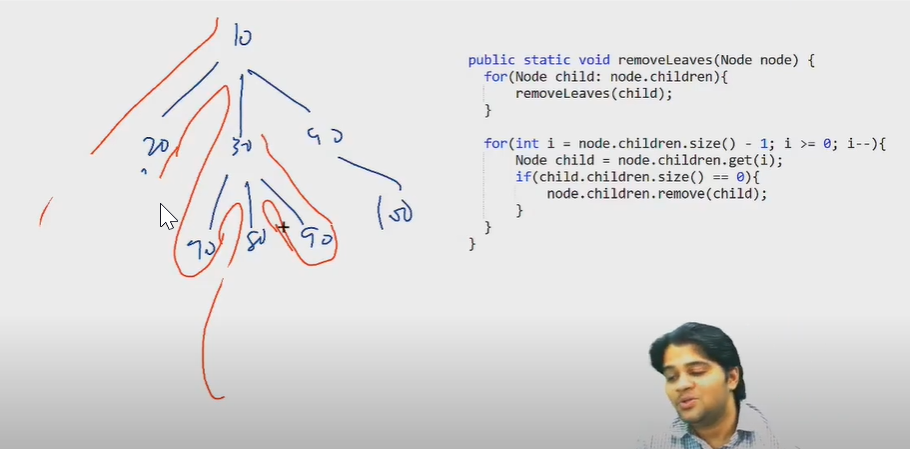 10
20 30 40
70 80 90 100
public static void removeLeaves(Node node) {
for(Node child: node.children){
removeLeaves(child);
}
for(int i = node.children.size() - 1; i >= 0; i--){
Node child = node.children.get(i);
if(child.children.size() == 0){
node.children.remove(child);
}
}
}